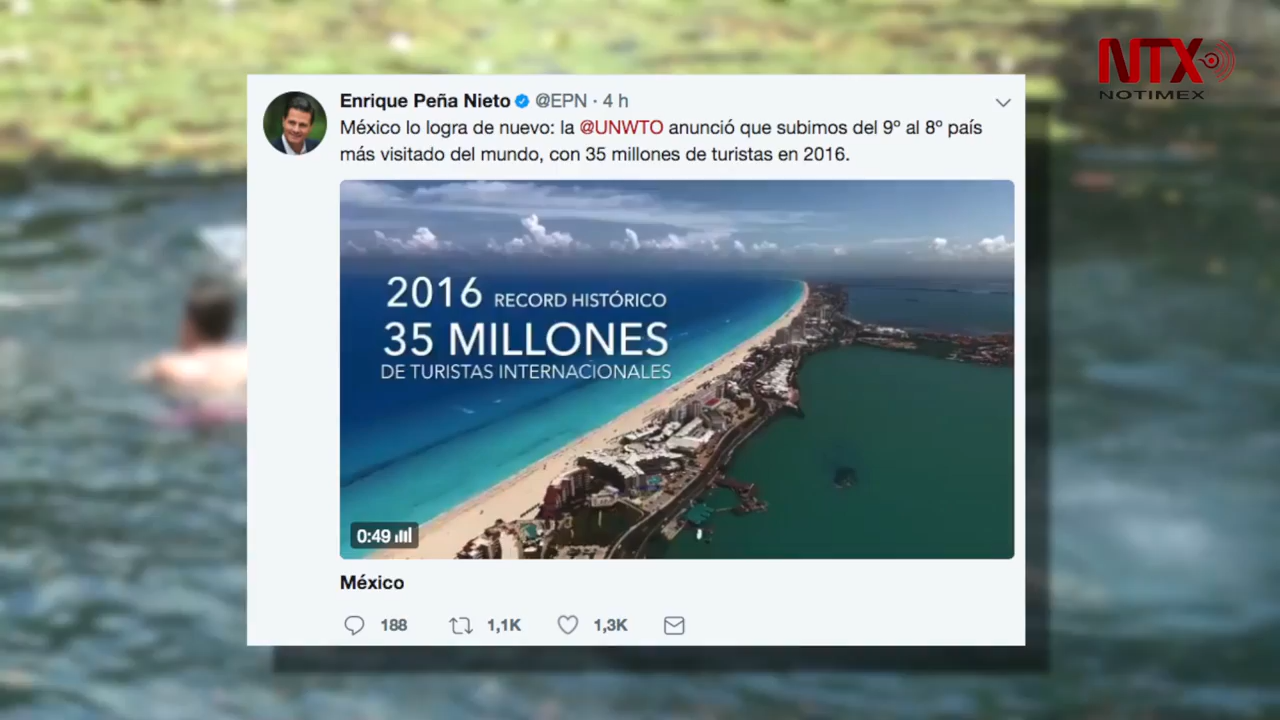 NTX
NOTIMEX
Enrique Peña Nieto @EPN · 4 h
México lo logra de nuevo: la @UNWTO anunció que subimos del 9º al 8º país
más visitado del mundo, con 35 millones de turistas en 2016.
2016 RECORD HISTÓRICO
35 MILLONES
DE TURISTAS INTERNACIONALES
0:49
México
188 1,1K 1,3K